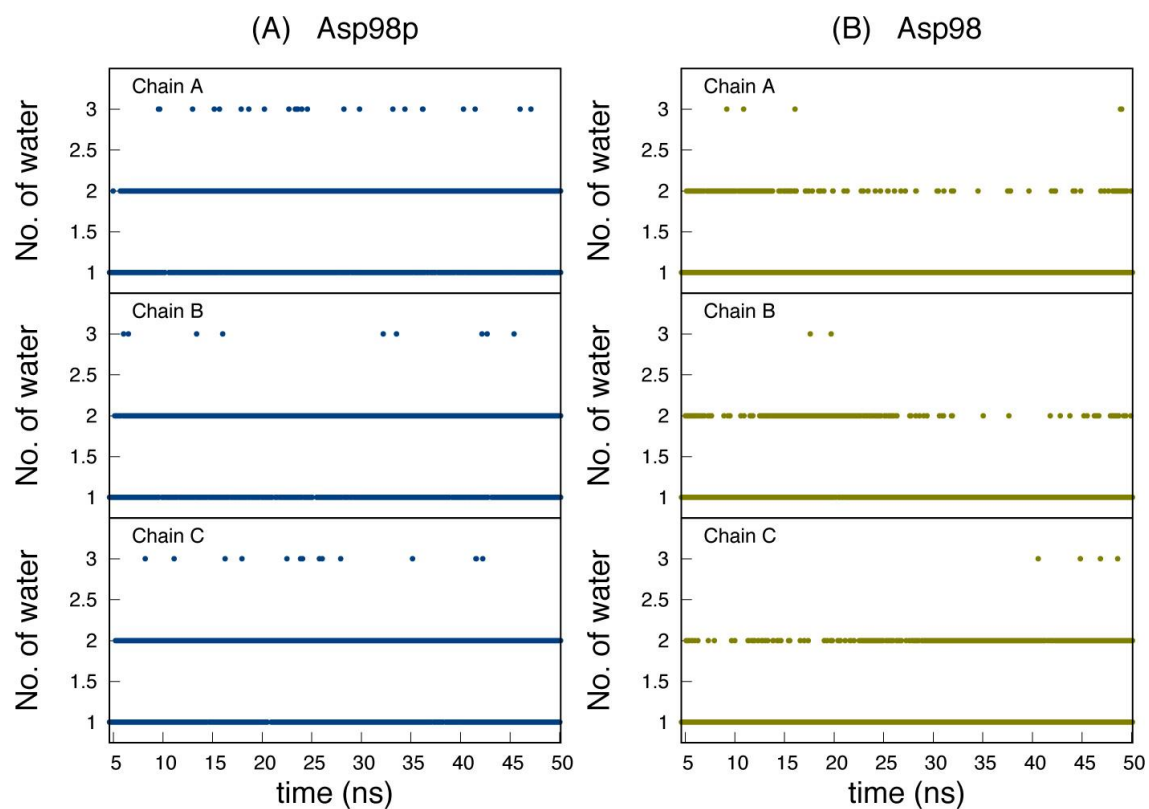 (A) Asp98p
(B) Asp98
Chain A
No. of water
3
2.5
2
1.5
1
Chain B
No. of water
3
2.5
2
1.5
1
Chain C
No. of water
3
2.5
2
1.5
1
5 10 15 20 25 30 35 40 45 50
time (ns)
Chain A
No. of water
3
2.5
2
1.5
1
Chain B
No. of water
3
2.5
2
1.5
1
Chain C
No. of water
3
2.5
2
1.5
1
5 10 15 20 25 30 35 40 45 50
time (ns)